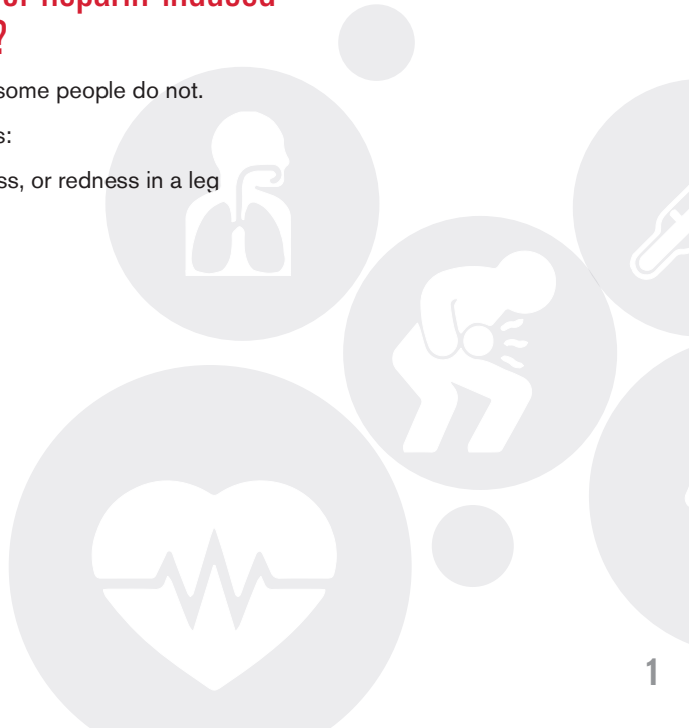 or heparin-induced
?
some people do not.
s:
ss, or redness in a leg
1